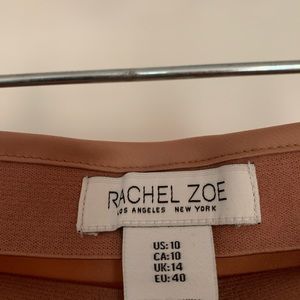 RACHEL ZOE
LOS ANGELES NEW YORK
US:10
CA:10
UK:14
EU:40